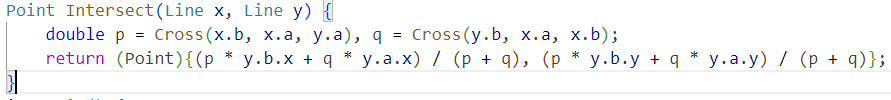 Point Intersect(Line x, Line y) {
    double p = Cross(x.b, x.a, y.a), q = Cross(y.b, x.a, x.b);
    return (Point){(p * y.b.x + q * y.a.x) / (p + q), (p * y.b.y + q * y.a.y) / (p + q)};
}